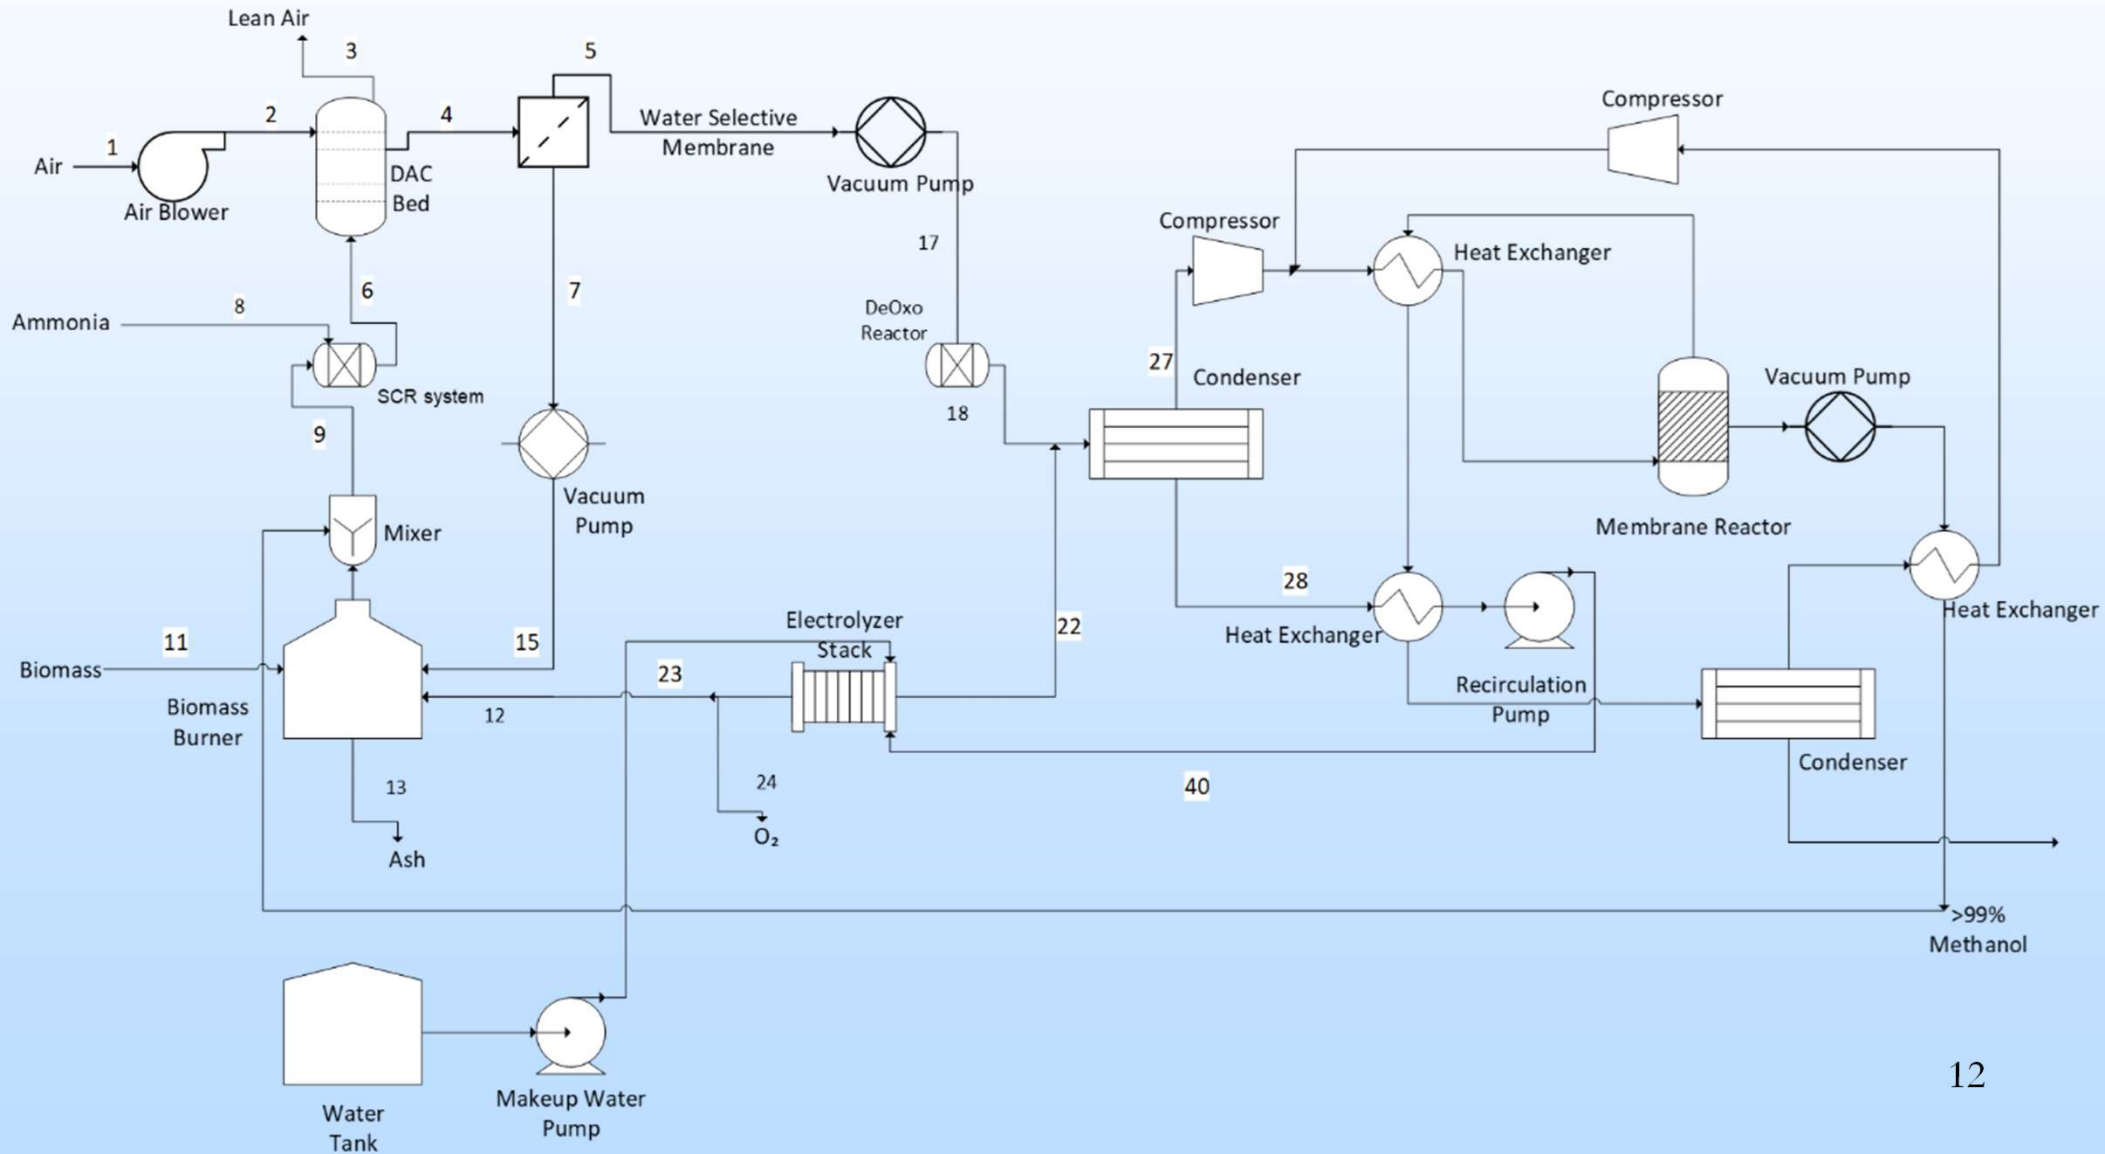 Lean Air
3
5
Compressor
2
4
Water Selective
Membrane
1
Air
DAC
Bed
Vacuum Pump
Air Blower
Compressor
17
Heat Exchanger
6
7
8
DeOxo
Reactor
Ammonia
27
Condenser
Vacuum Pump
SCR system
18
9
Vacuum
Pump
Mixer
Membrane Reactor
28
Heat Exchanger
Electrolyzer
Stack
22
Heat Exchanger
11
15
Biomass
23
Recirculation
Pump
12
Biomass
Burner
Condenser
13
24
40
O₂
Ash
>99%
Methanol
12
Makeup Water
Pump
Water
Tank